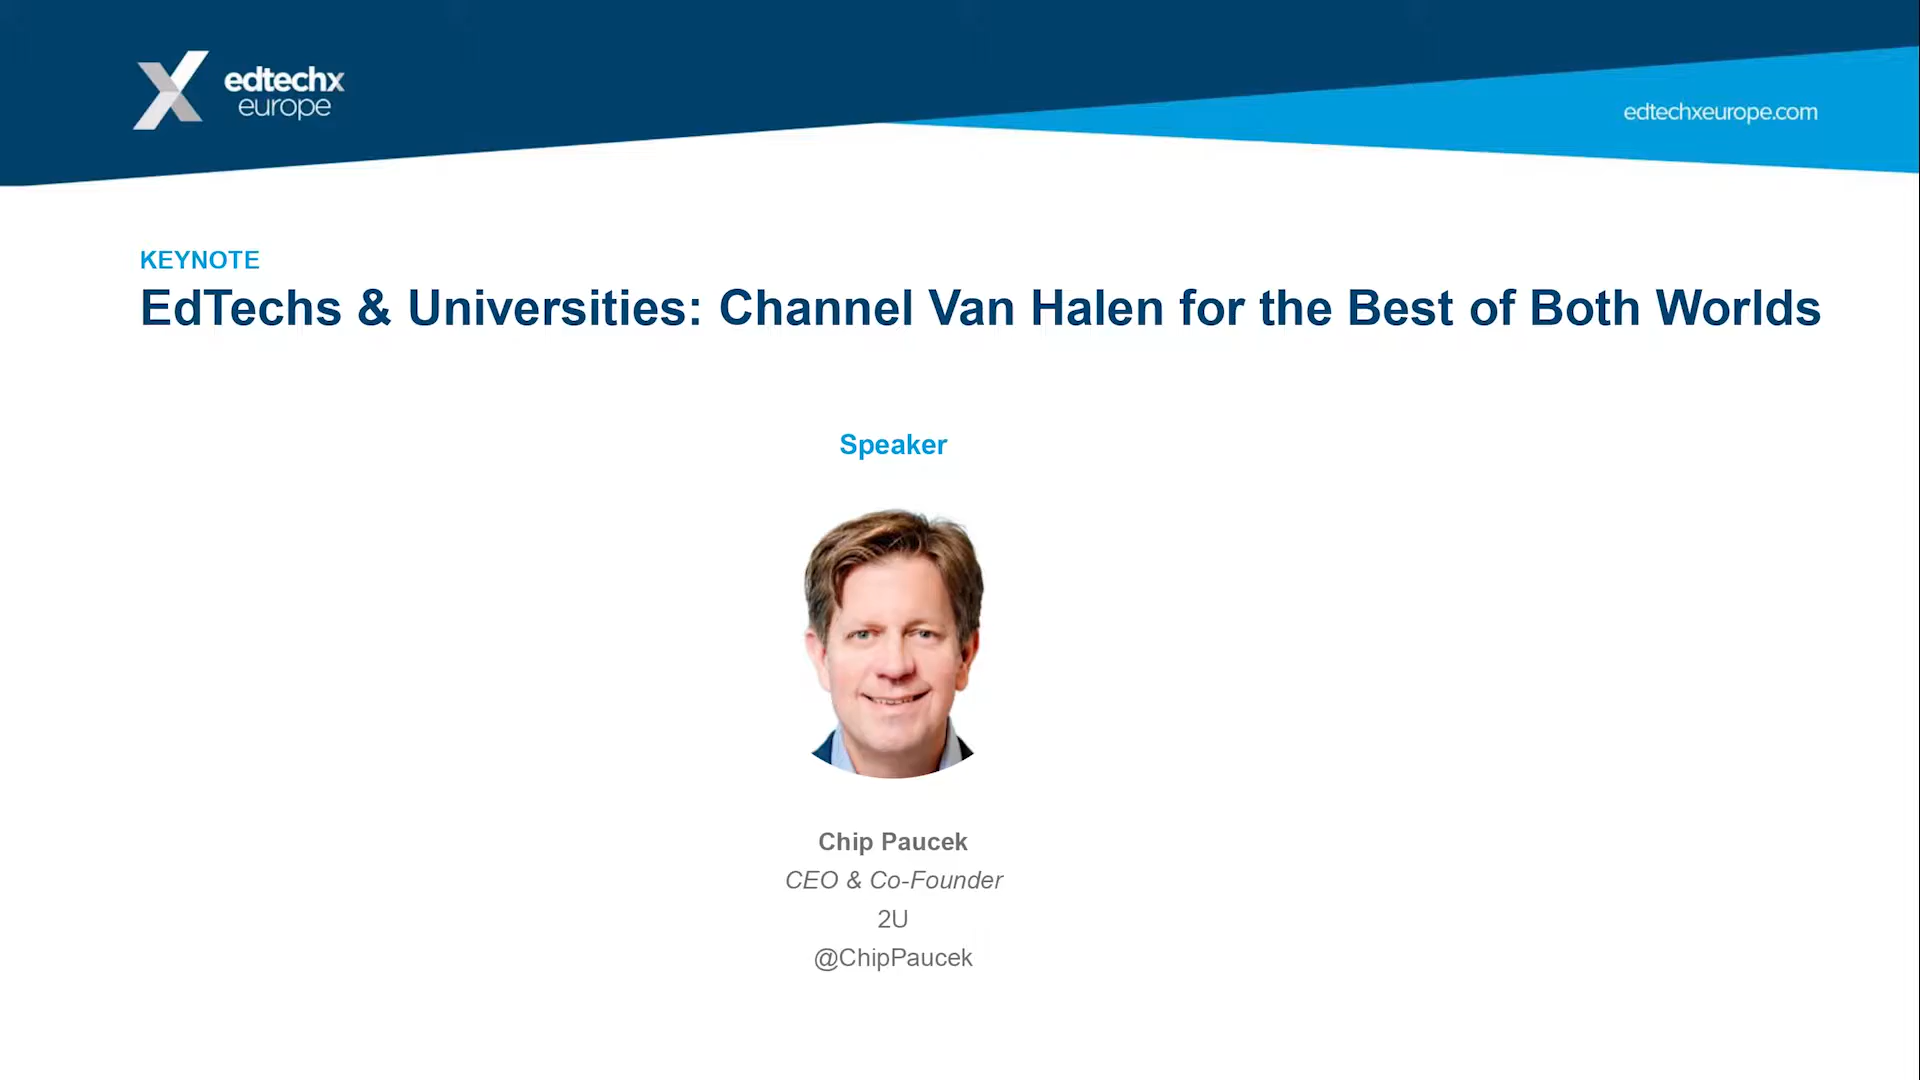 edtechx
europe
edtechxeurope.com
KEYNOTE
EdTechs & Universities: Channel Van Halen for the Best of Both Worlds
Speaker
Chip Paucek
CEO & Co-Founder
2U
@ChipPaucek